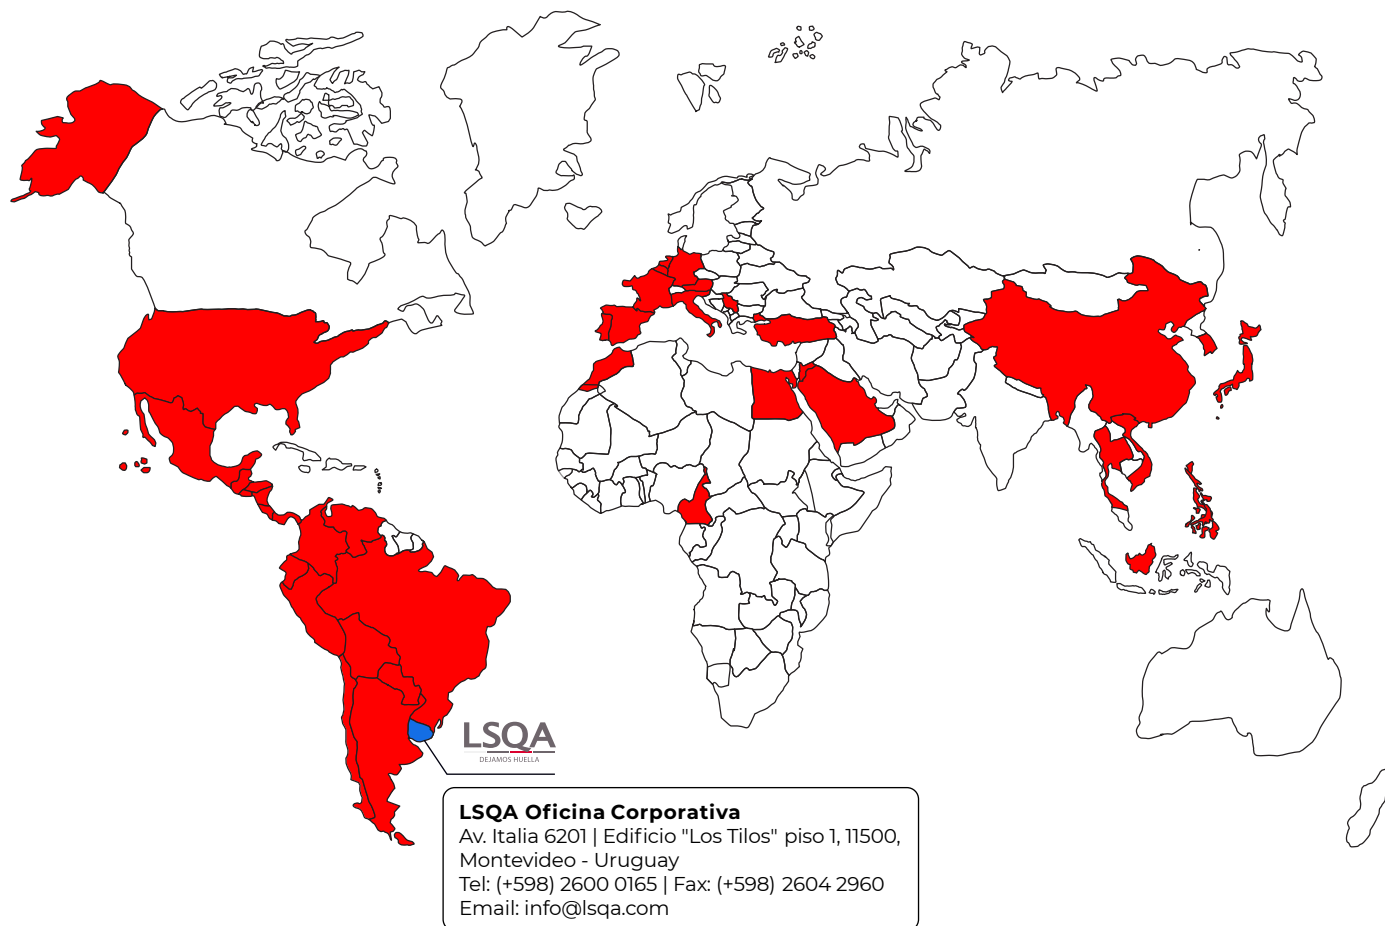 LSQA
DEJAMOS HUELLA
LSQA Oficina Corporativa
Av. Italia 6201 | Edificio "Los Tilos" piso 1, 11500,
Montevideo - Uruguay
Tel: (+598) 2600 0165 | Fax: (+598) 2604 2960
Email: info@lsqa.com